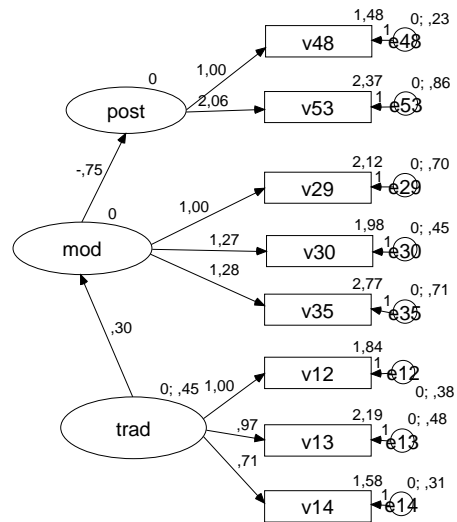 1,48
0; ,23
v48
1
e48
1,00
0
post
2,06
2,37
0; ,86
v53
1
e53
-,75
2,12
0; ,70
v29
1
e29
0
1,00
mod
1,27
1,98
0; ,45
v30
1
e30
1,28
2,77
0; ,71
v35
1
e35
,30
1,84
v12
1
e12
0; ,38
0; ,45
1,00
trad
,97
2,19
0; ,48
v13
1
e13
,71
1,58
0; ,31
v14
1
e14